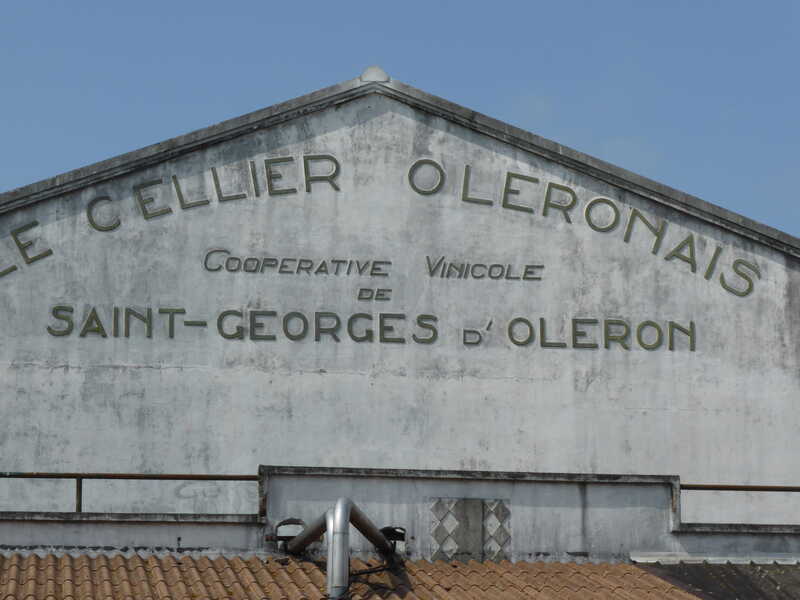 LE CELLIER OLERONAIS
COOPERATIVE VINICOLE
DE
SAINT-GEORGES D'OLERON